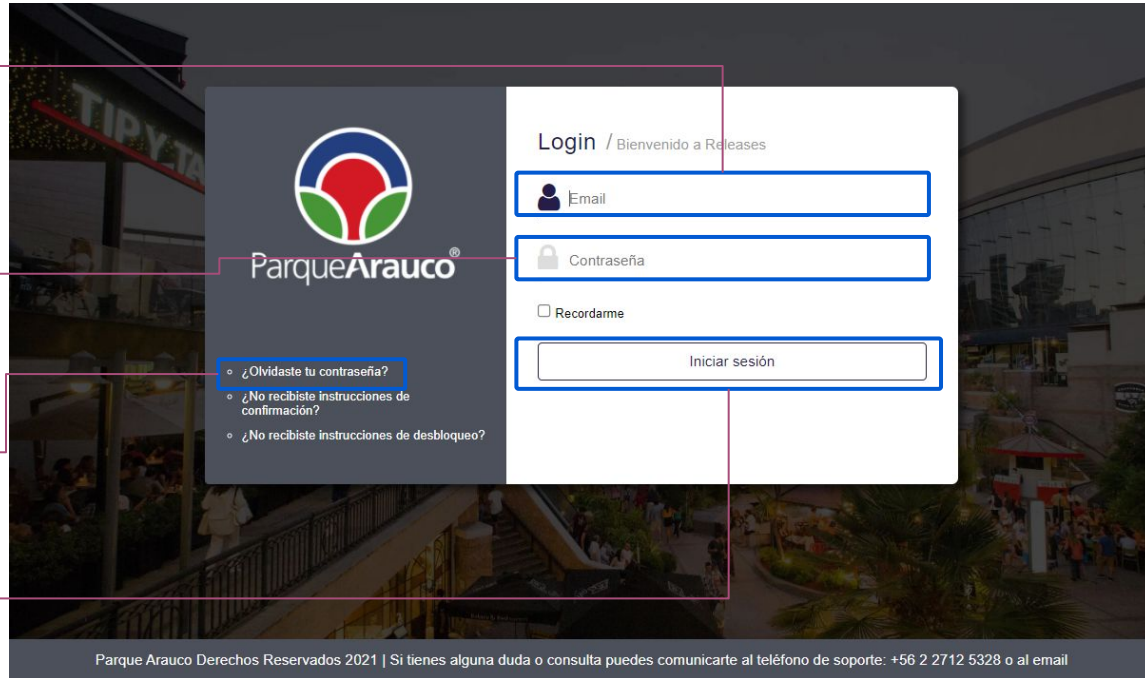 TIP Y TA
ParqueArauco®
¿Olvidaste tu contraseña?
¿No recibiste instrucciones de
confirmación?
¿No recibiste instrucciones de desbloqueo?
Login / Bienvenido a Releases
Email
Contraseña
Recordarme
Iniciar sesión
Parque Arauco Derechos Reservados 2021 | Si tienes alguna duda o consulta puedes comunicarte al teléfono de soporte: +56 2 2712 5328 o al email